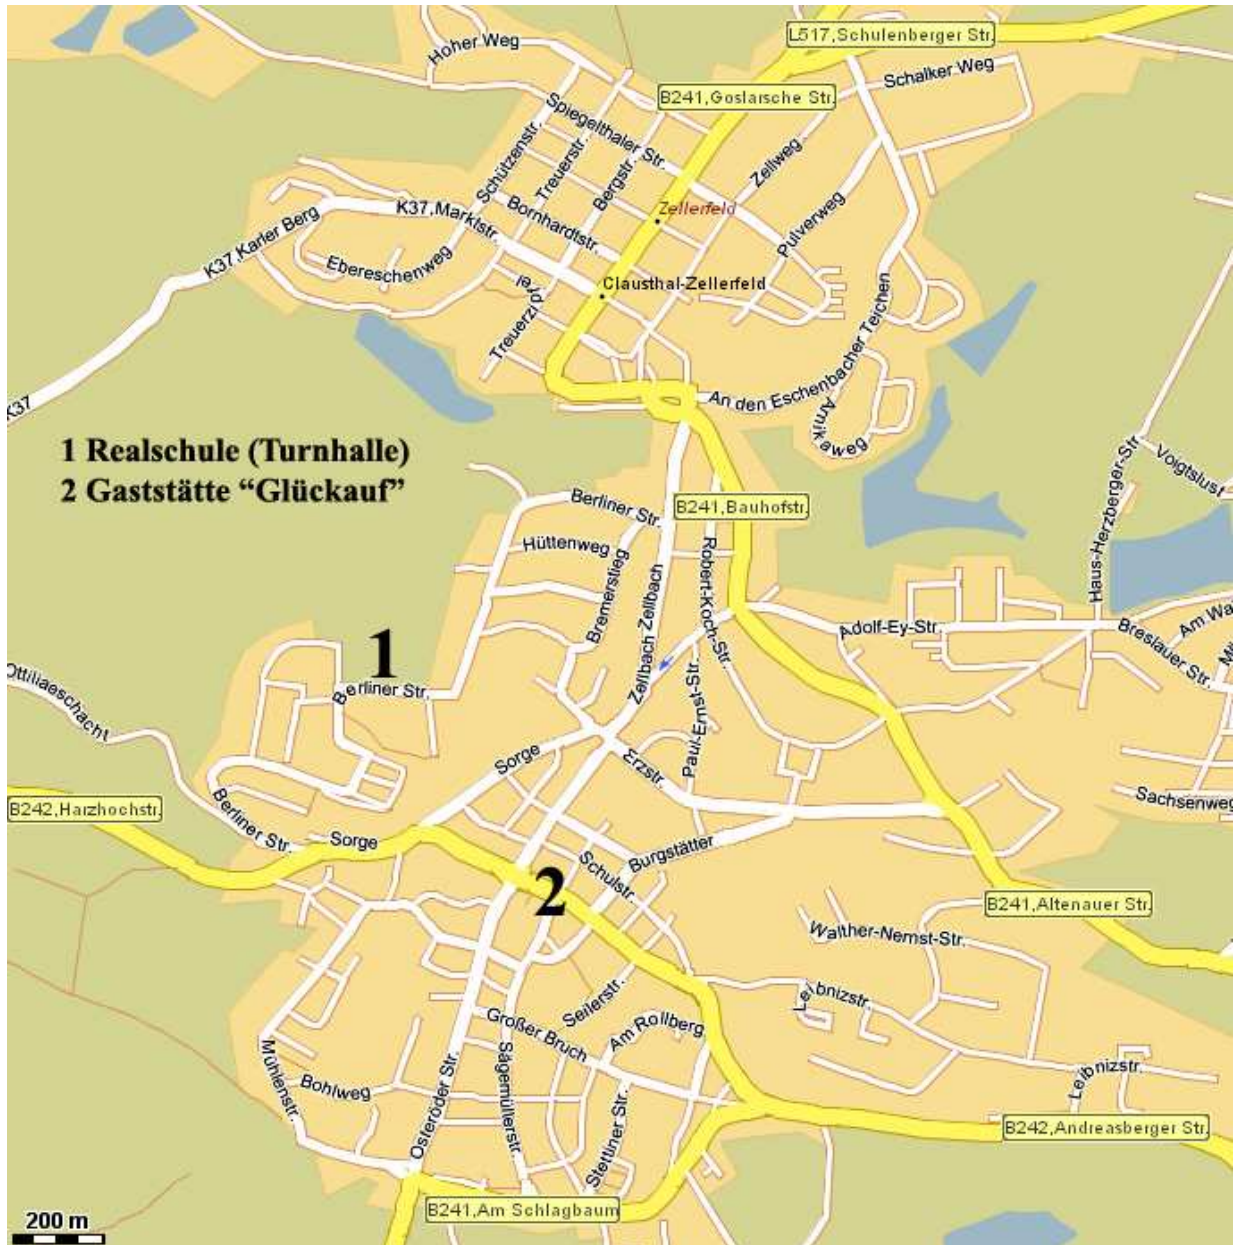 L517,Schulenberger Str.
Hoher Weg
Schalker Weg
B241,Goslarsche Str.
Spiegelthaler Str.
Schützenstr.
Treuerstr.
Bergstr.
Zellweg
Zellerfeld
K37,Marktstr.
Bornhardtstr.
Pulverweg
K37,Karler Berg
Ebereschenweg
Clausthal-Zellerfeld
Treuerzipfel
An den Eschenbacher Teichen
K37
Arnikaweg
1 Realschule (Turnhalle)
2 Gaststätte “Glückauf”
Haus-Herzberger-Str
Voigtslust
Berliner Str.
B241,Bauhofstr.
Hüttenweg
Bremerstieg
Zellbach Zellbach
Robert-Koch-Str.
Adolf-Ey-Str.
Breslauer Str.
Am Wa
1
Berliner Str.
Ottiliaeschacht
Paul-Ernst-Str.
Sorge
Erzstr.
B242,Harzhochstr.
Berliner Str.
Sorge
Sachsenweg
Burgstätter
Schulstr.
2
B241,Altenauer Str.
Walther-Nernst-Str.
Leibnizstr.
Seilerstr.
Großer Bruch
Am Rollberg
Mühlenstr.
Bohlweg
Osteröder Str.
Sägemüllerstr.
Stettiner Str.
Leibnizstr.
B242,Andreasberger Str.
B241,Am Schlagbaum
200 m